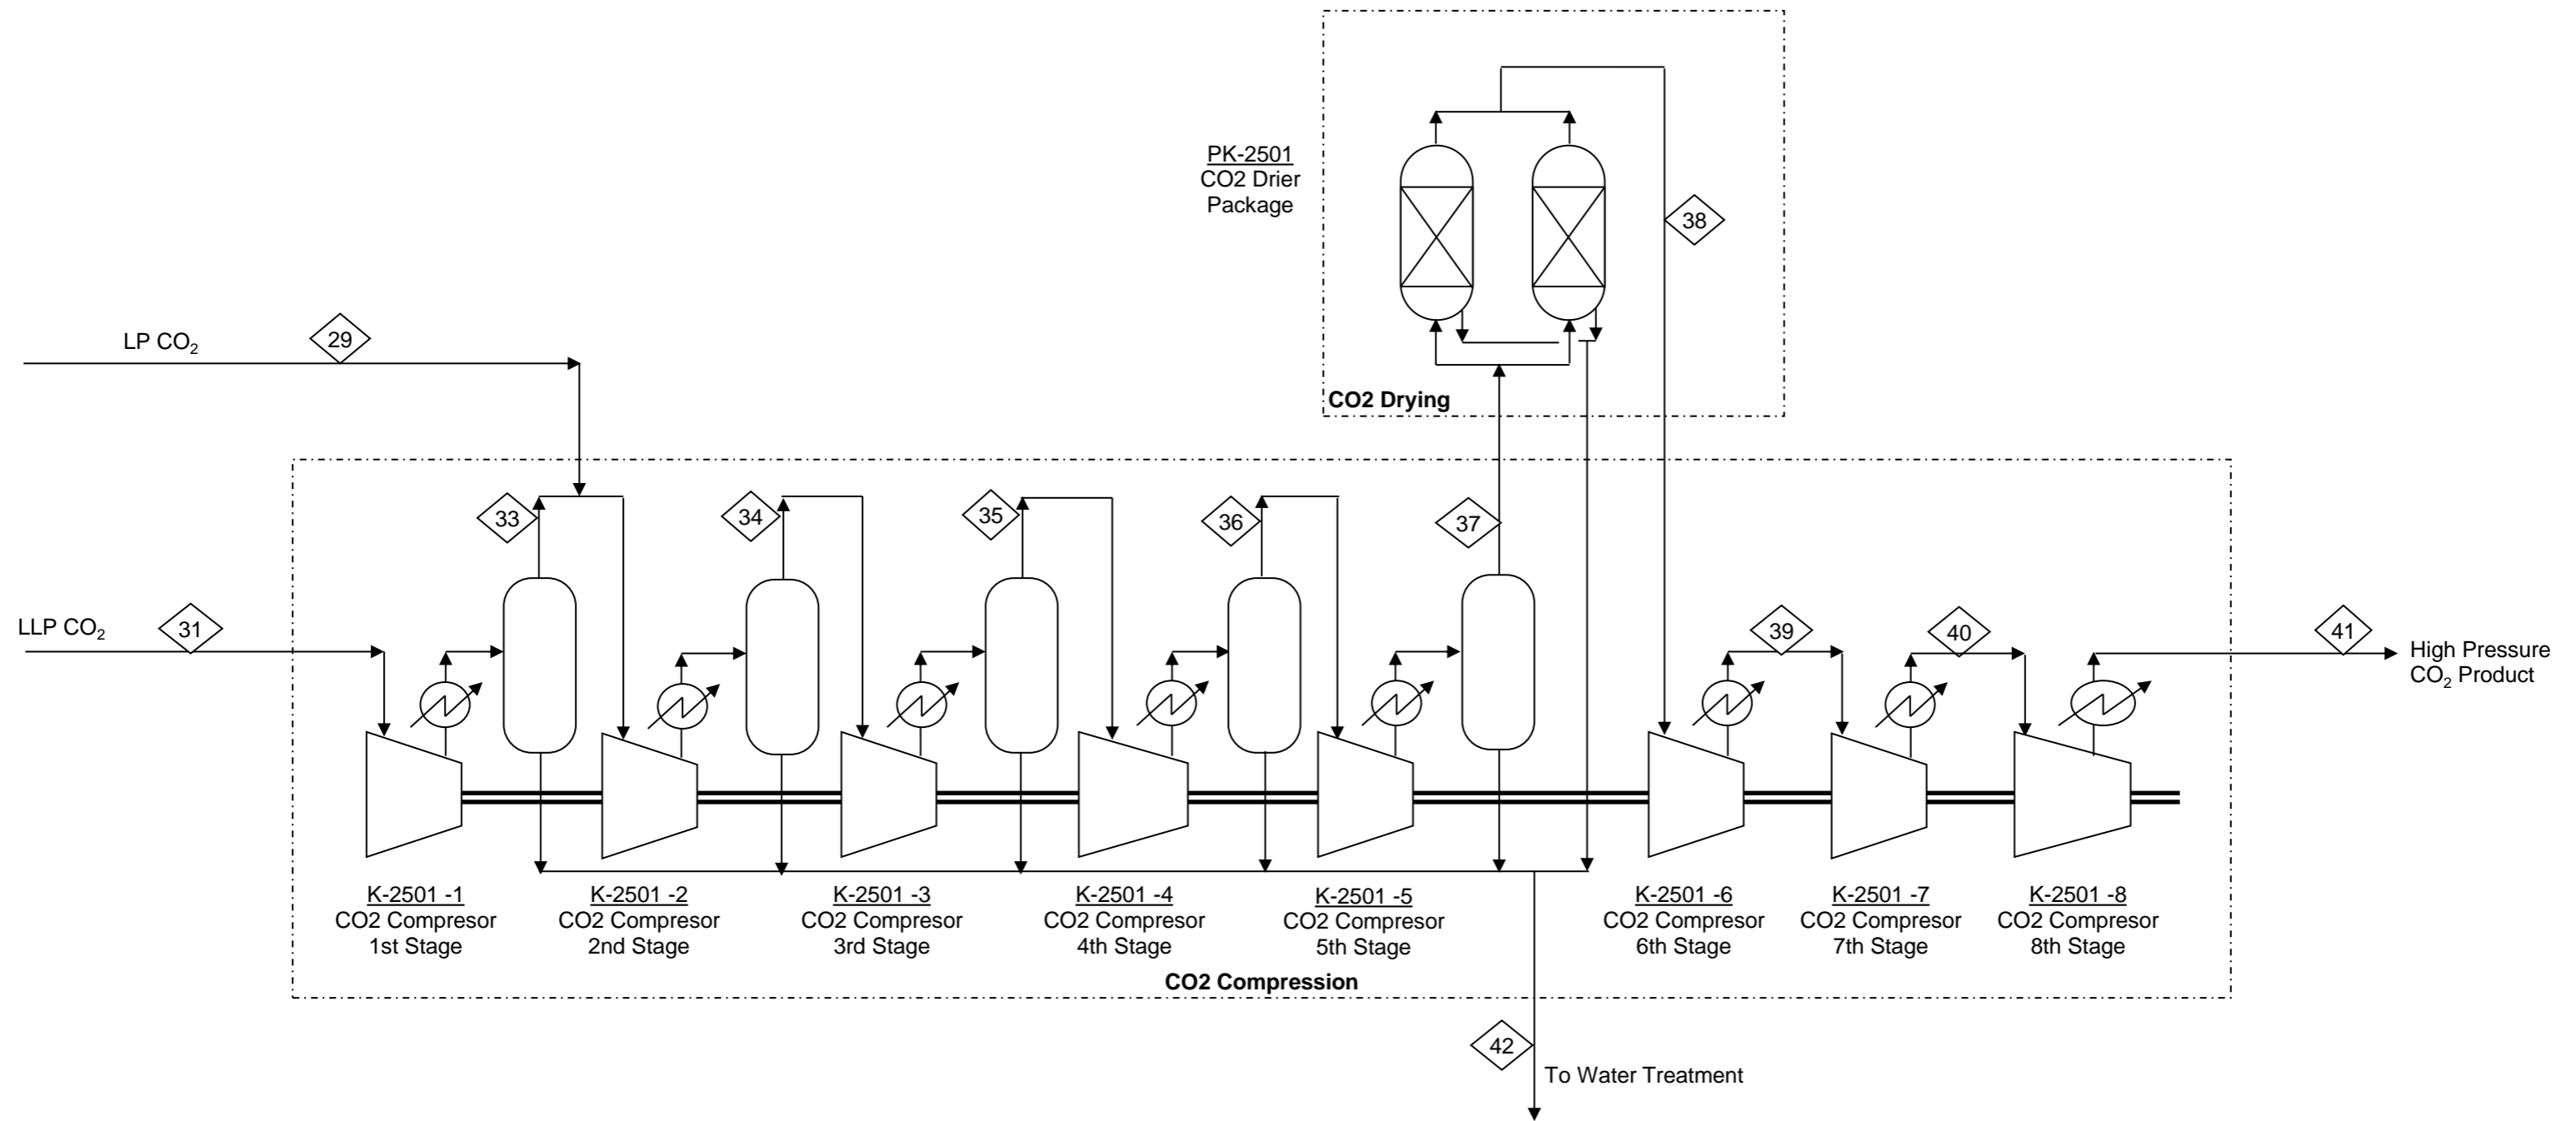 PK-2501
CO2 Drier
Package
38
LP CO₂
29
CO2 Drying
33
34
35
36
37
LLP CO₂
31
39
40
41
High Pressure
CO₂ Product
K-2501 -1
CO2 Compresor
1st Stage
K-2501 -2
CO2 Compresor
2nd Stage
K-2501 -3
CO2 Compresor
3rd Stage
K-2501 -4
CO2 Compresor
4th Stage
K-2501 -5
CO2 Compresor
5th Stage
K-2501 -6
CO2 Compresor
6th Stage
K-2501 -7
CO2 Compresor
7th Stage
K-2501 -8
CO2 Compresor
8th Stage
CO2 Compression
42
To Water Treatment